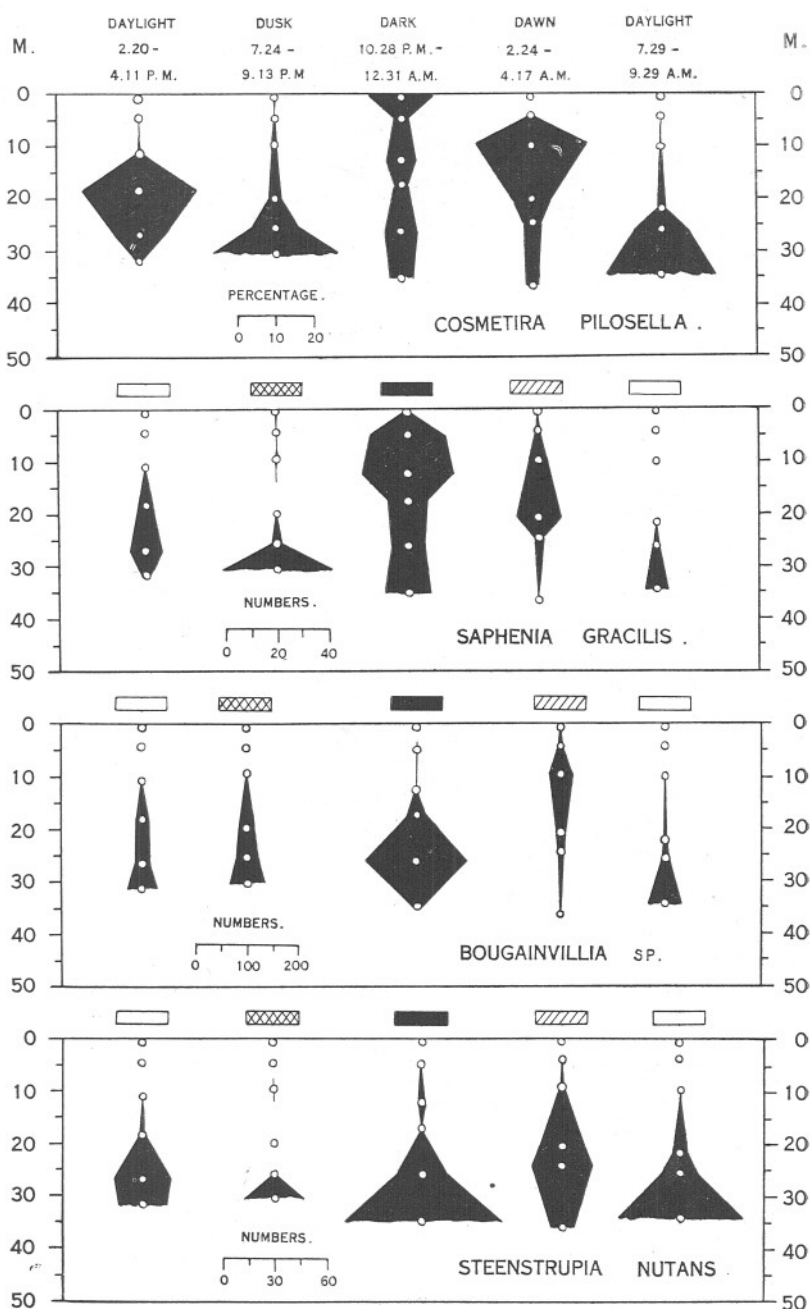 DAYLIGHT DUSK DARK DAWN DAYLIGHT
M. 2.20 - 7.24 - 10.28 P.M. - 2.24 - 7.29 - M.
4.11 P.M. 9.13 P.M 12.31 A.M. 4.17 A.M. 9.29 A.M.
0 0
10 10
20 20
30 30
PERCENTAGE.
40 0 10 20 COSMETIRA PILOSELLA. 40
50 50
0 0
10 10
20 20
30 30
NUMBERS.
40 0 20 40 SAPHENIA GRACILIS. 40
50 50
0 0
10 10
20 20
30 30
NUMBERS.
40 0 100 200 BOUGAINVILLIA SP. 40
50 50
0 0
10 10
20 20
30 30
NUMBERS.
40 0 30 60 STEENSTRUPIA NUTANS 40
50 50